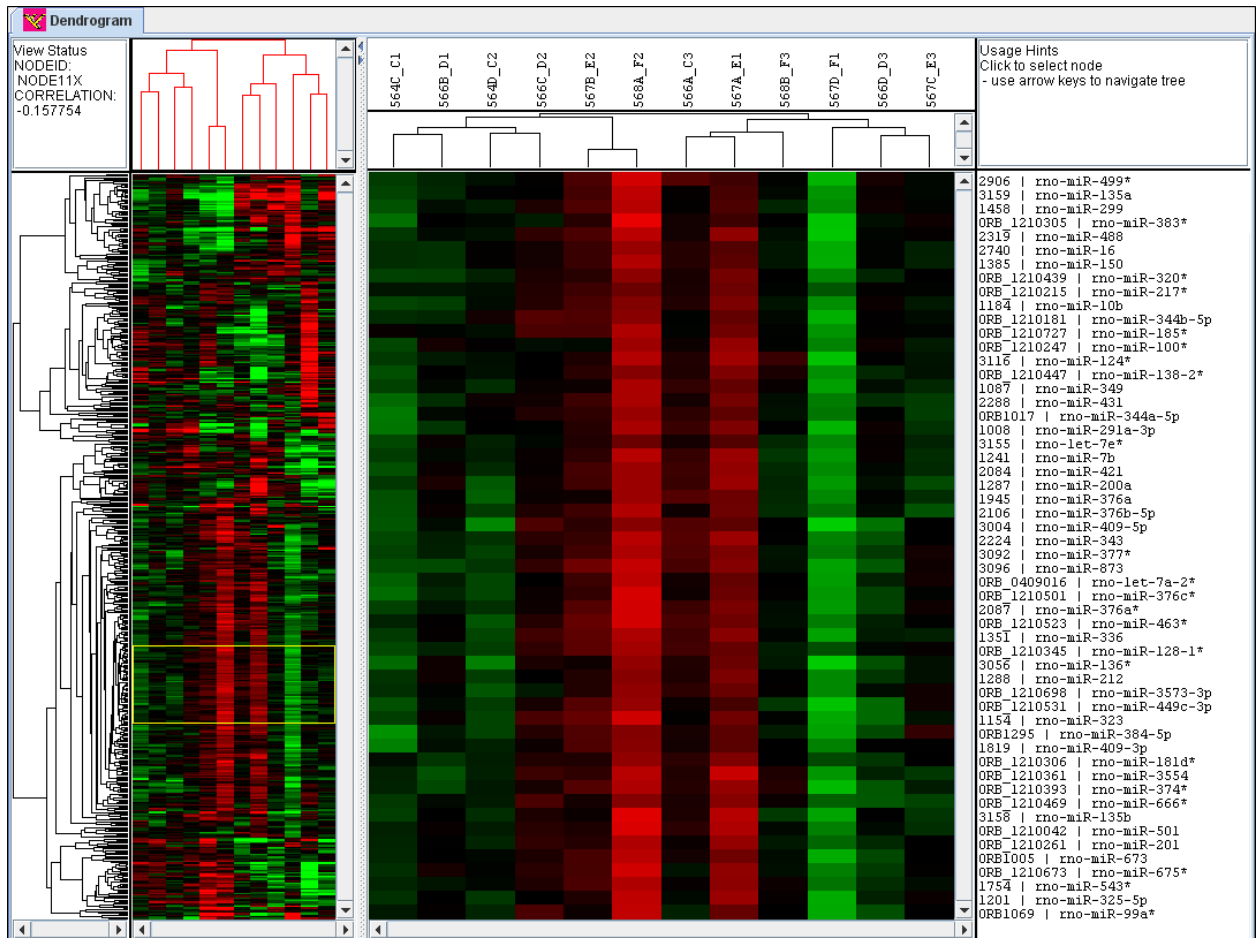 Dendrogram
View Status
NODEID:
NODE11X
CORRELATION:
-0.157754
564C_C1
566B_D1
564D_C2
566C_D2
567B_E2
568A_F2
566A_C3
567A_E1
568B_F3
567D_F1
566D_D3
567C_E3
Usage Hints
Click to select node
- use arrow keys to navigate tree
2906 | rno-miR-499*
3159 | rno-miR-135a
1458 | rno-miR-299
ORB_1210305 | rno-miR-383*
2319 | rno-miR-488
2740 | rno-miR-16
1385 | rno-miR-150
ORB_1210439 | rno-miR-320*
ORB_1210215 | rno-miR-217*
1184 | rno-miR-10b
ORB_1210181 | rno-miR-344b-5p
ORB_1210727 | rno-miR-185*
ORB_1210247 | rno-miR-100*
3116 | rno-miR-124*
ORB_1210447 | rno-miR-138-2*
1087 | rno-miR-349
2288 | rno-miR-431
ORB1017 | rno-miR-344a-5p
1008 | rno-miR-291a-3p
3155 | rno-let-7e*
1241 | rno-miR-7b
2084 | rno-miR-421
1287 | rno-miR-200a
1945 | rno-miR-376a
2106 | rno-miR-376b-5p
3004 | rno-miR-409-5p
2224 | rno-miR-343
3092 | rno-miR-377*
3096 | rno-miR-873
ORB_0409016 | rno-let-7a-2*
ORB_1210501 | rno-miR-376c*
2087 | rno-miR-376a*
ORB_1210523 | rno-miR-463*
1351 | rno-miR-336
ORB_1210345 | rno-miR-128-1*
3056 | rno-miR-136*
1288 | rno-miR-212
ORB_1210698 | rno-miR-3573-3p
ORB_1210531 | rno-miR-449c-3p
1154 | rno-miR-323
ORB1295 | rno-miR-384-5p
1819 | rno-miR-409-3p
ORB_1210306 | rno-miR-181d*
ORB_1210361 | rno-miR-3554
ORB_1210393 | rno-miR-374*
ORB_1210469 | rno-miR-666*
3158 | rno-miR-135b
ORB_1210042 | rno-miR-501
ORB_1210261 | rno-miR-201
ORB1005 | rno-miR-673
ORB_1210673 | rno-miR-675*
1754 | rno-miR-543*
1201 | rno-miR-325-5p
ORB1069 | rno-miR-99a*